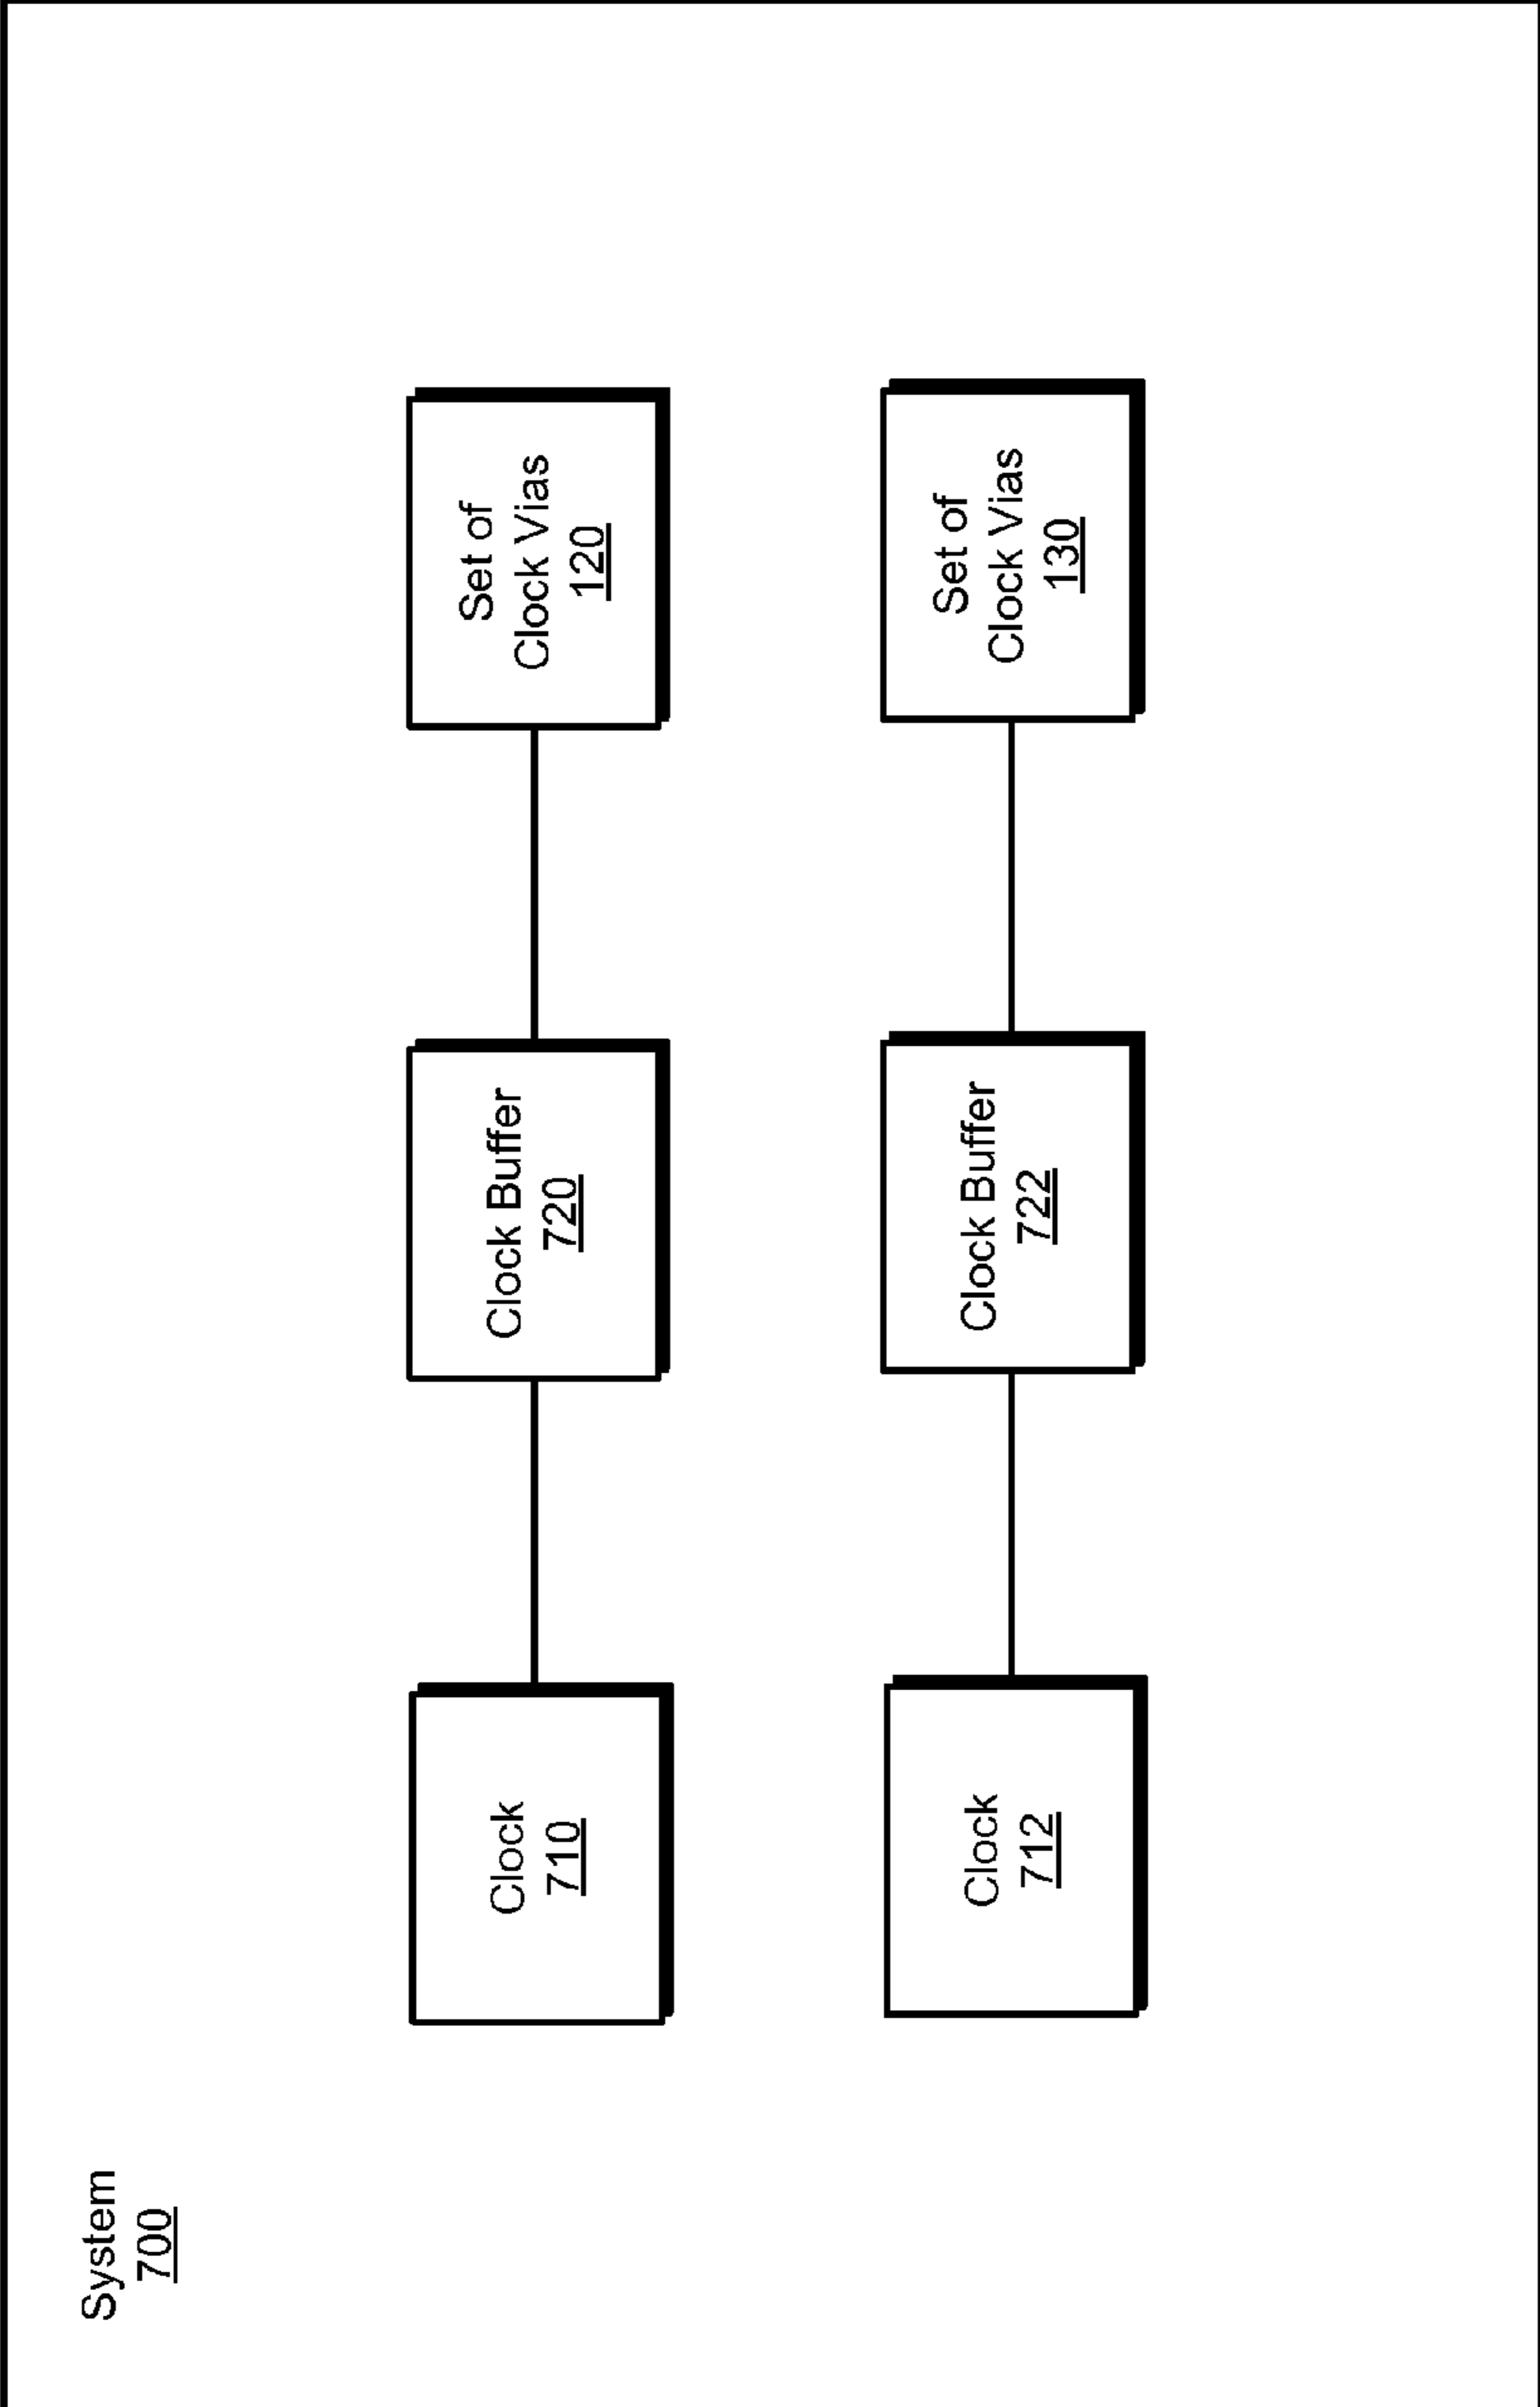 System
700
Clock
710
Clock Buffer
720
Set of
Clock Vias
120
Clock
712
Clock Buffer
722
Set of
Clock Vias
130